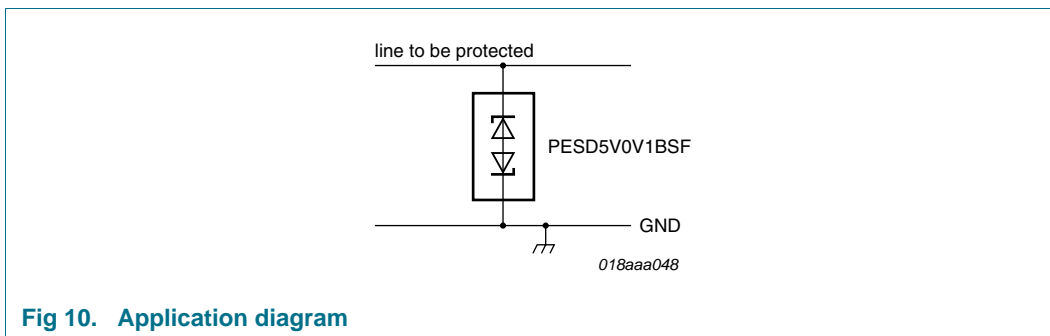 line to be protected
PESD5V0V1BSF
GND
018aaa048
Fig 10. Application diagram